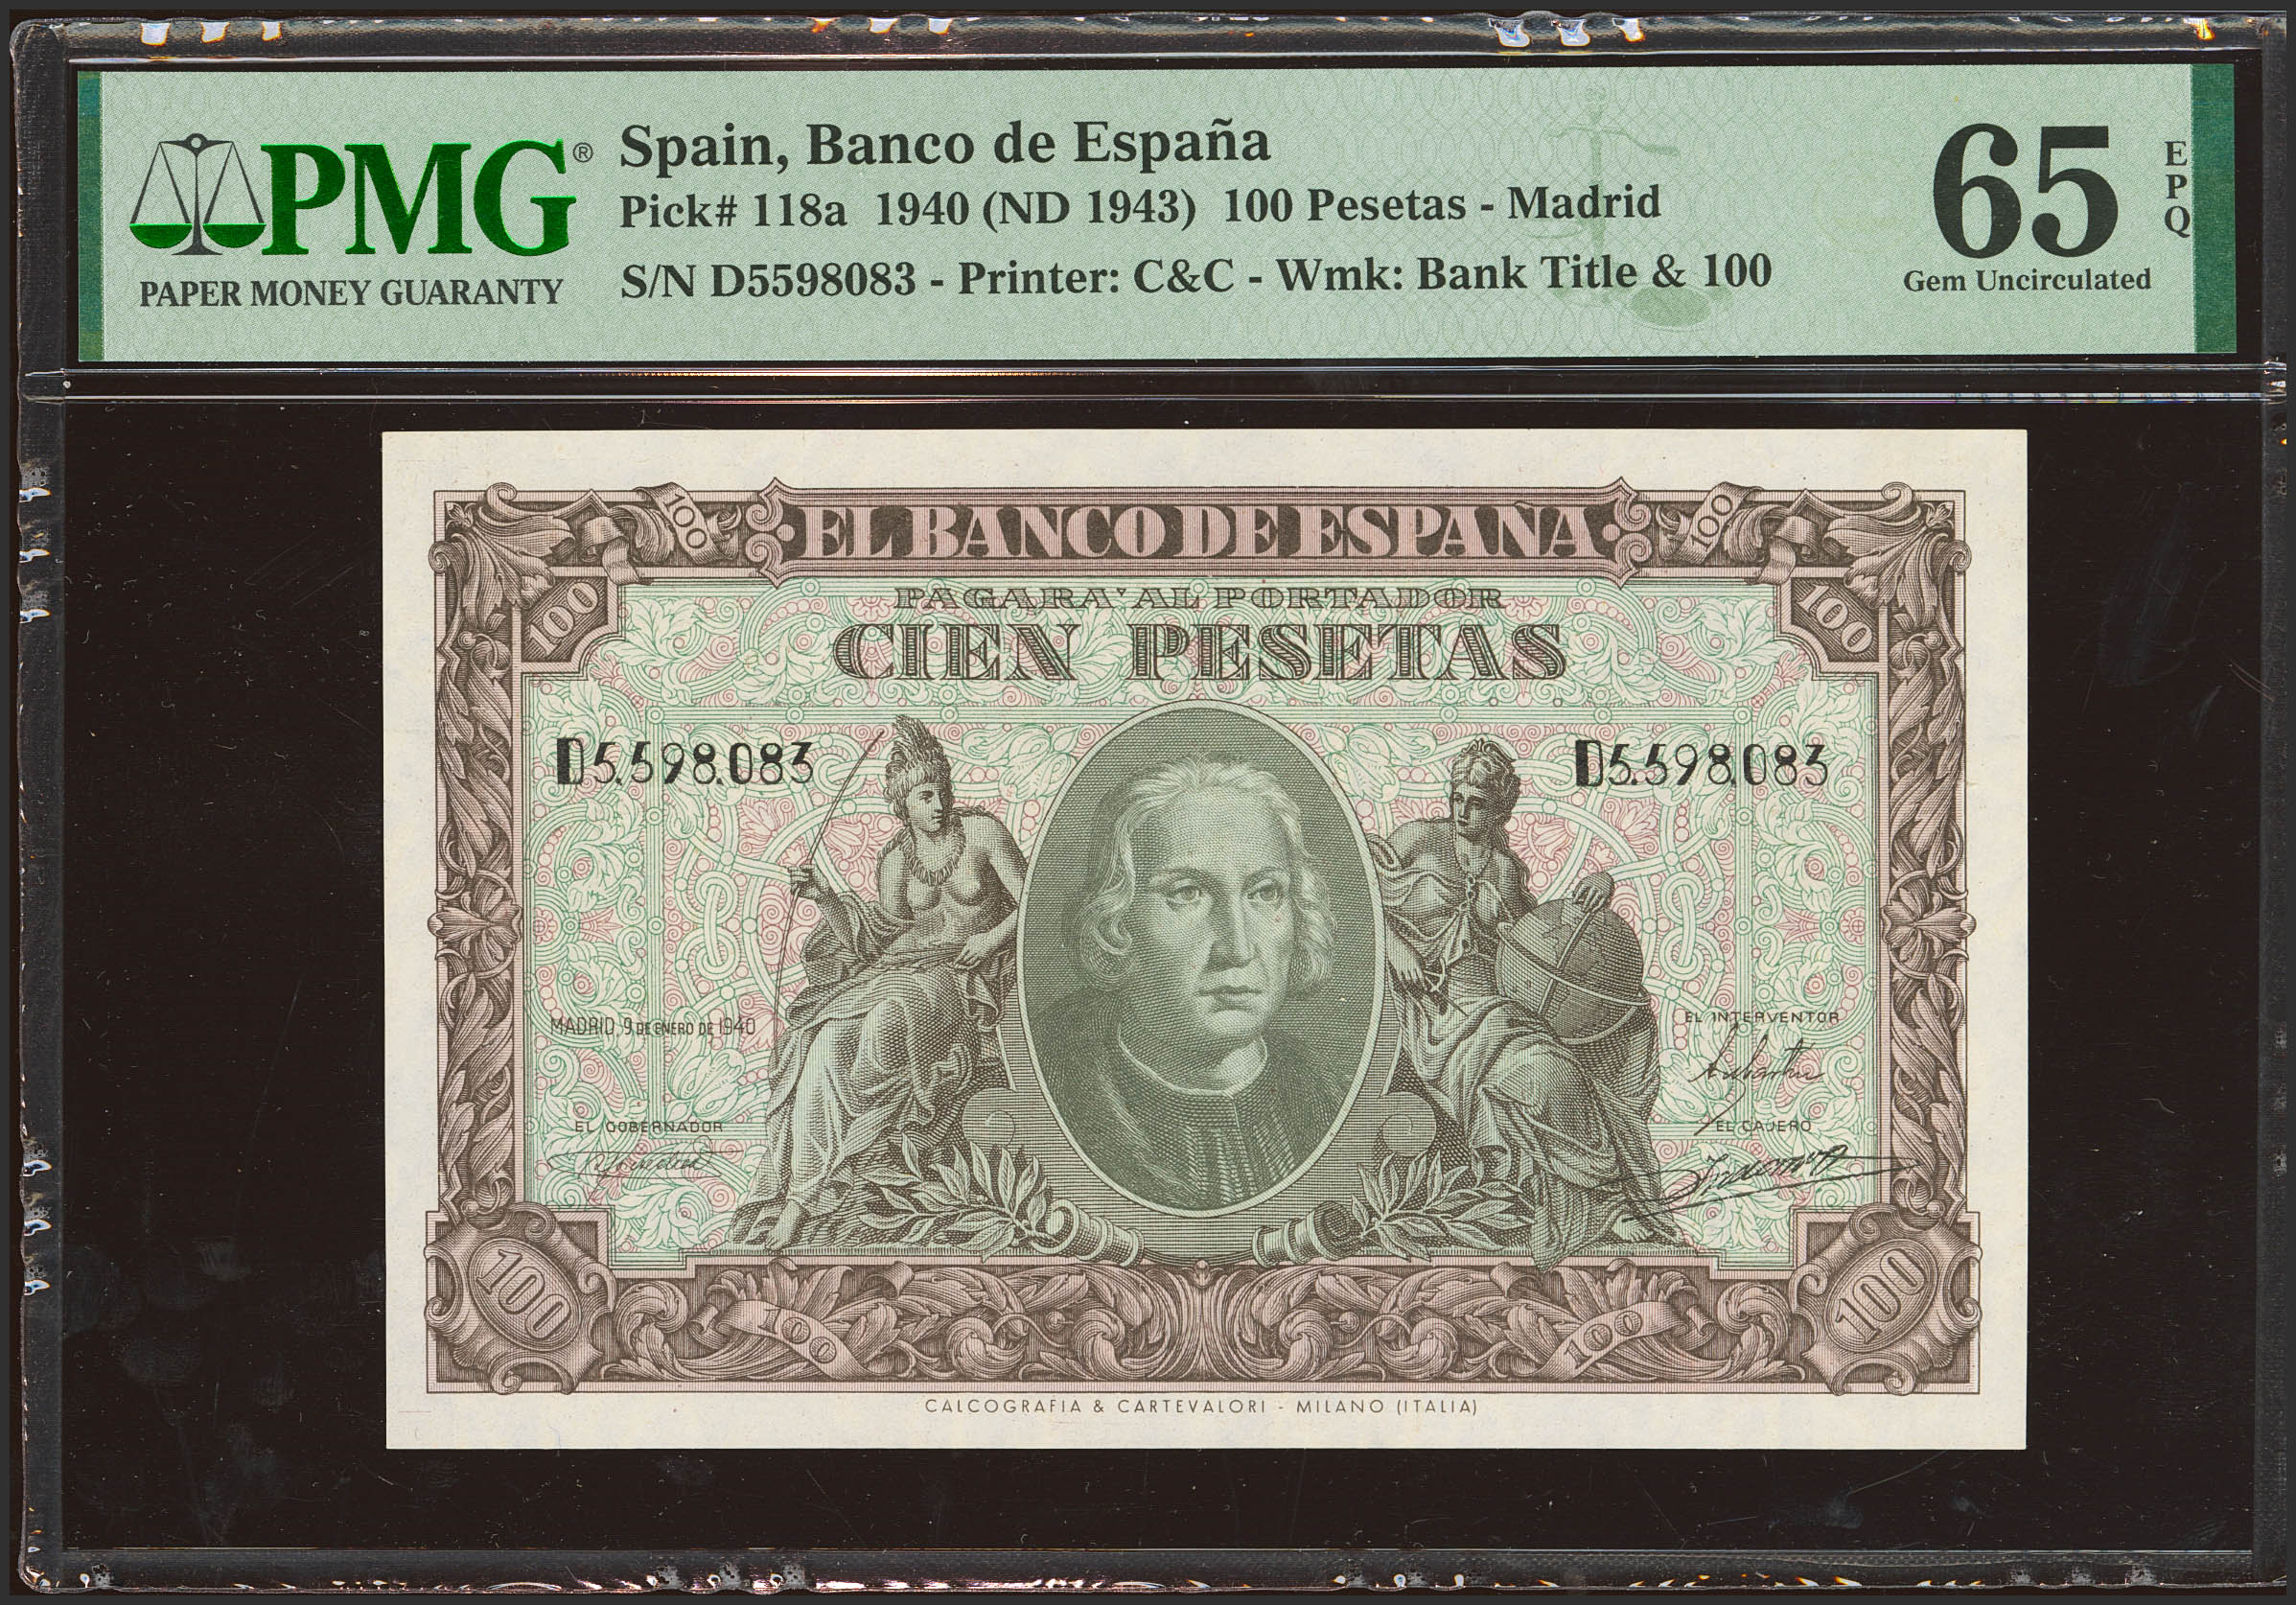 PMG®
PAPER MONEY GUARANTY
Spain, Banco de España
Pick# 118a 1940 (ND 1943) 100 Pesetas - Madrid
S/N D5598083 - Printer: C&C - Wmk: Bank Title & 100
65
EPQ
Gem Uncirculated
100 EL BANCO DE ESPAÑA 100
100 100
PAGARA' AL PORTADOR
CIEN PESETAS
D5.598.083 D5.598.083
MADRID, 9 DE ENERO DE 1940
EL INTERVENTOR
EL GOBERNADOR
EL CAJERO
100 100 100 100
CALCOGRAFIA & CARTEVALORI - MILANO (ITALIA)